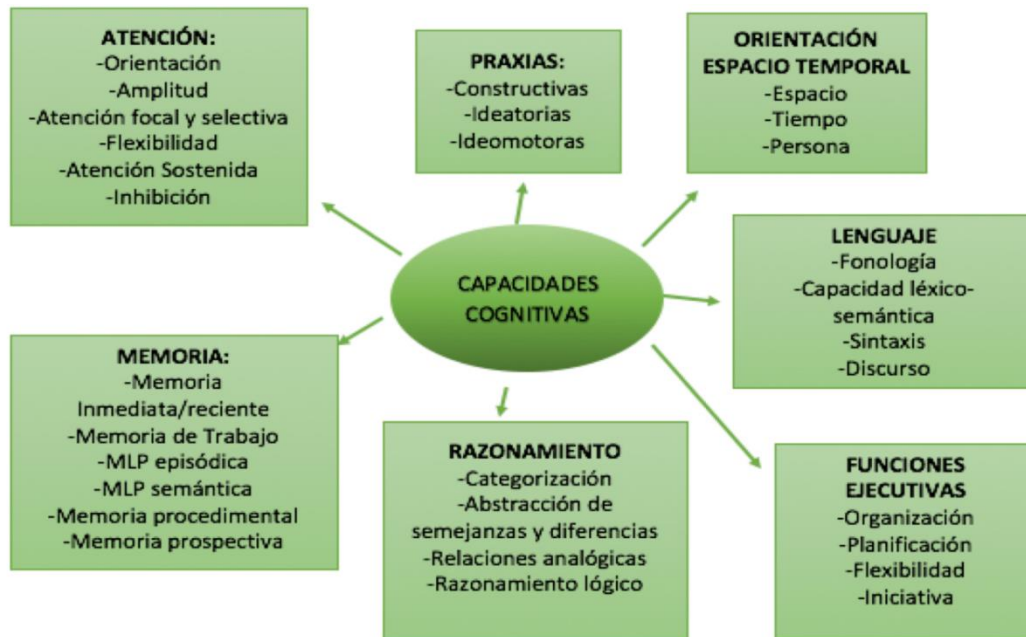 ATENCIÓN:
-Orientación
-Amplitud
-Atención focal y selectiva
-Flexibilidad
-Atención Sostenida
-Inhibición
PRAXIAS:
-Constructivas
-Ideatorias
-Ideomotoras
ORIENTACIÓN
ESPACIO TEMPORAL
-Espacio
-Tiempo
-Persona
CAPACIDADES
COGNITIVAS
LENGUAJE
-Fonología
-Capacidad léxico-
semántica
-Sintaxis
-Discurso
MEMORIA:
-Memoria
Inmediata/reciente
-Memoria de Trabajo
-MLP episódica
-MLP semántica
-Memoria procedimental
-Memoria prospectiva
RAZONAMIENTO
-Categorización
-Abstracción de
semejanzas y diferencias
-Relaciones analógicas
-Razonamiento lógico
FUNCIONES
EJECUTIVAS
-Organización
-Planificación
-Flexibilidad
-Iniciativa